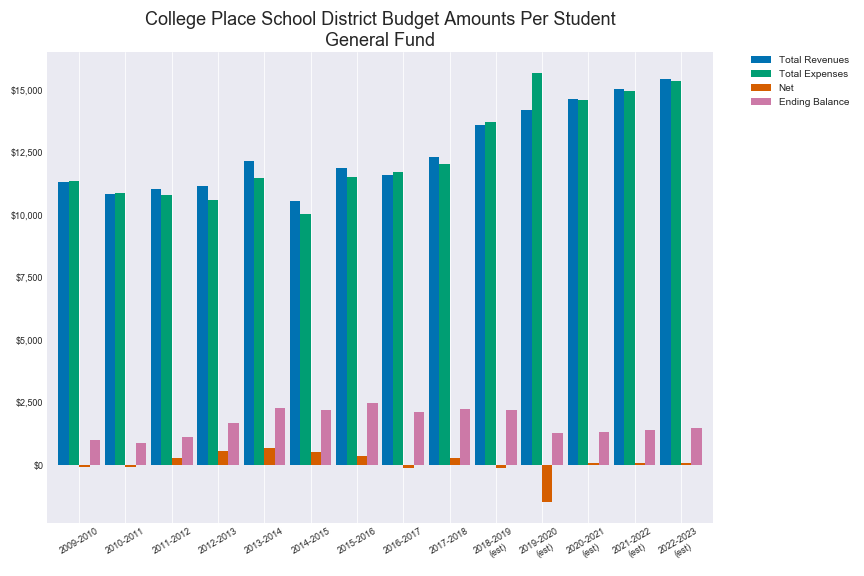 College Place School District Budget Amounts Per Student
General Fund
Total Revenues
Total Expenses
Net
Ending Balance
$15,000
$12,500
$10,000
$7,500
$5,000
$2,500
$0
2009-2010
2010-2011
2011-2012
2012-2013
2013-2014
2014-2015
2015-2016
2016-2017
2017-2018
2018-2019
(est)
2019-2020
(est)
2020-2021
(est)
2021-2022
(est)
2022-2023
(est)